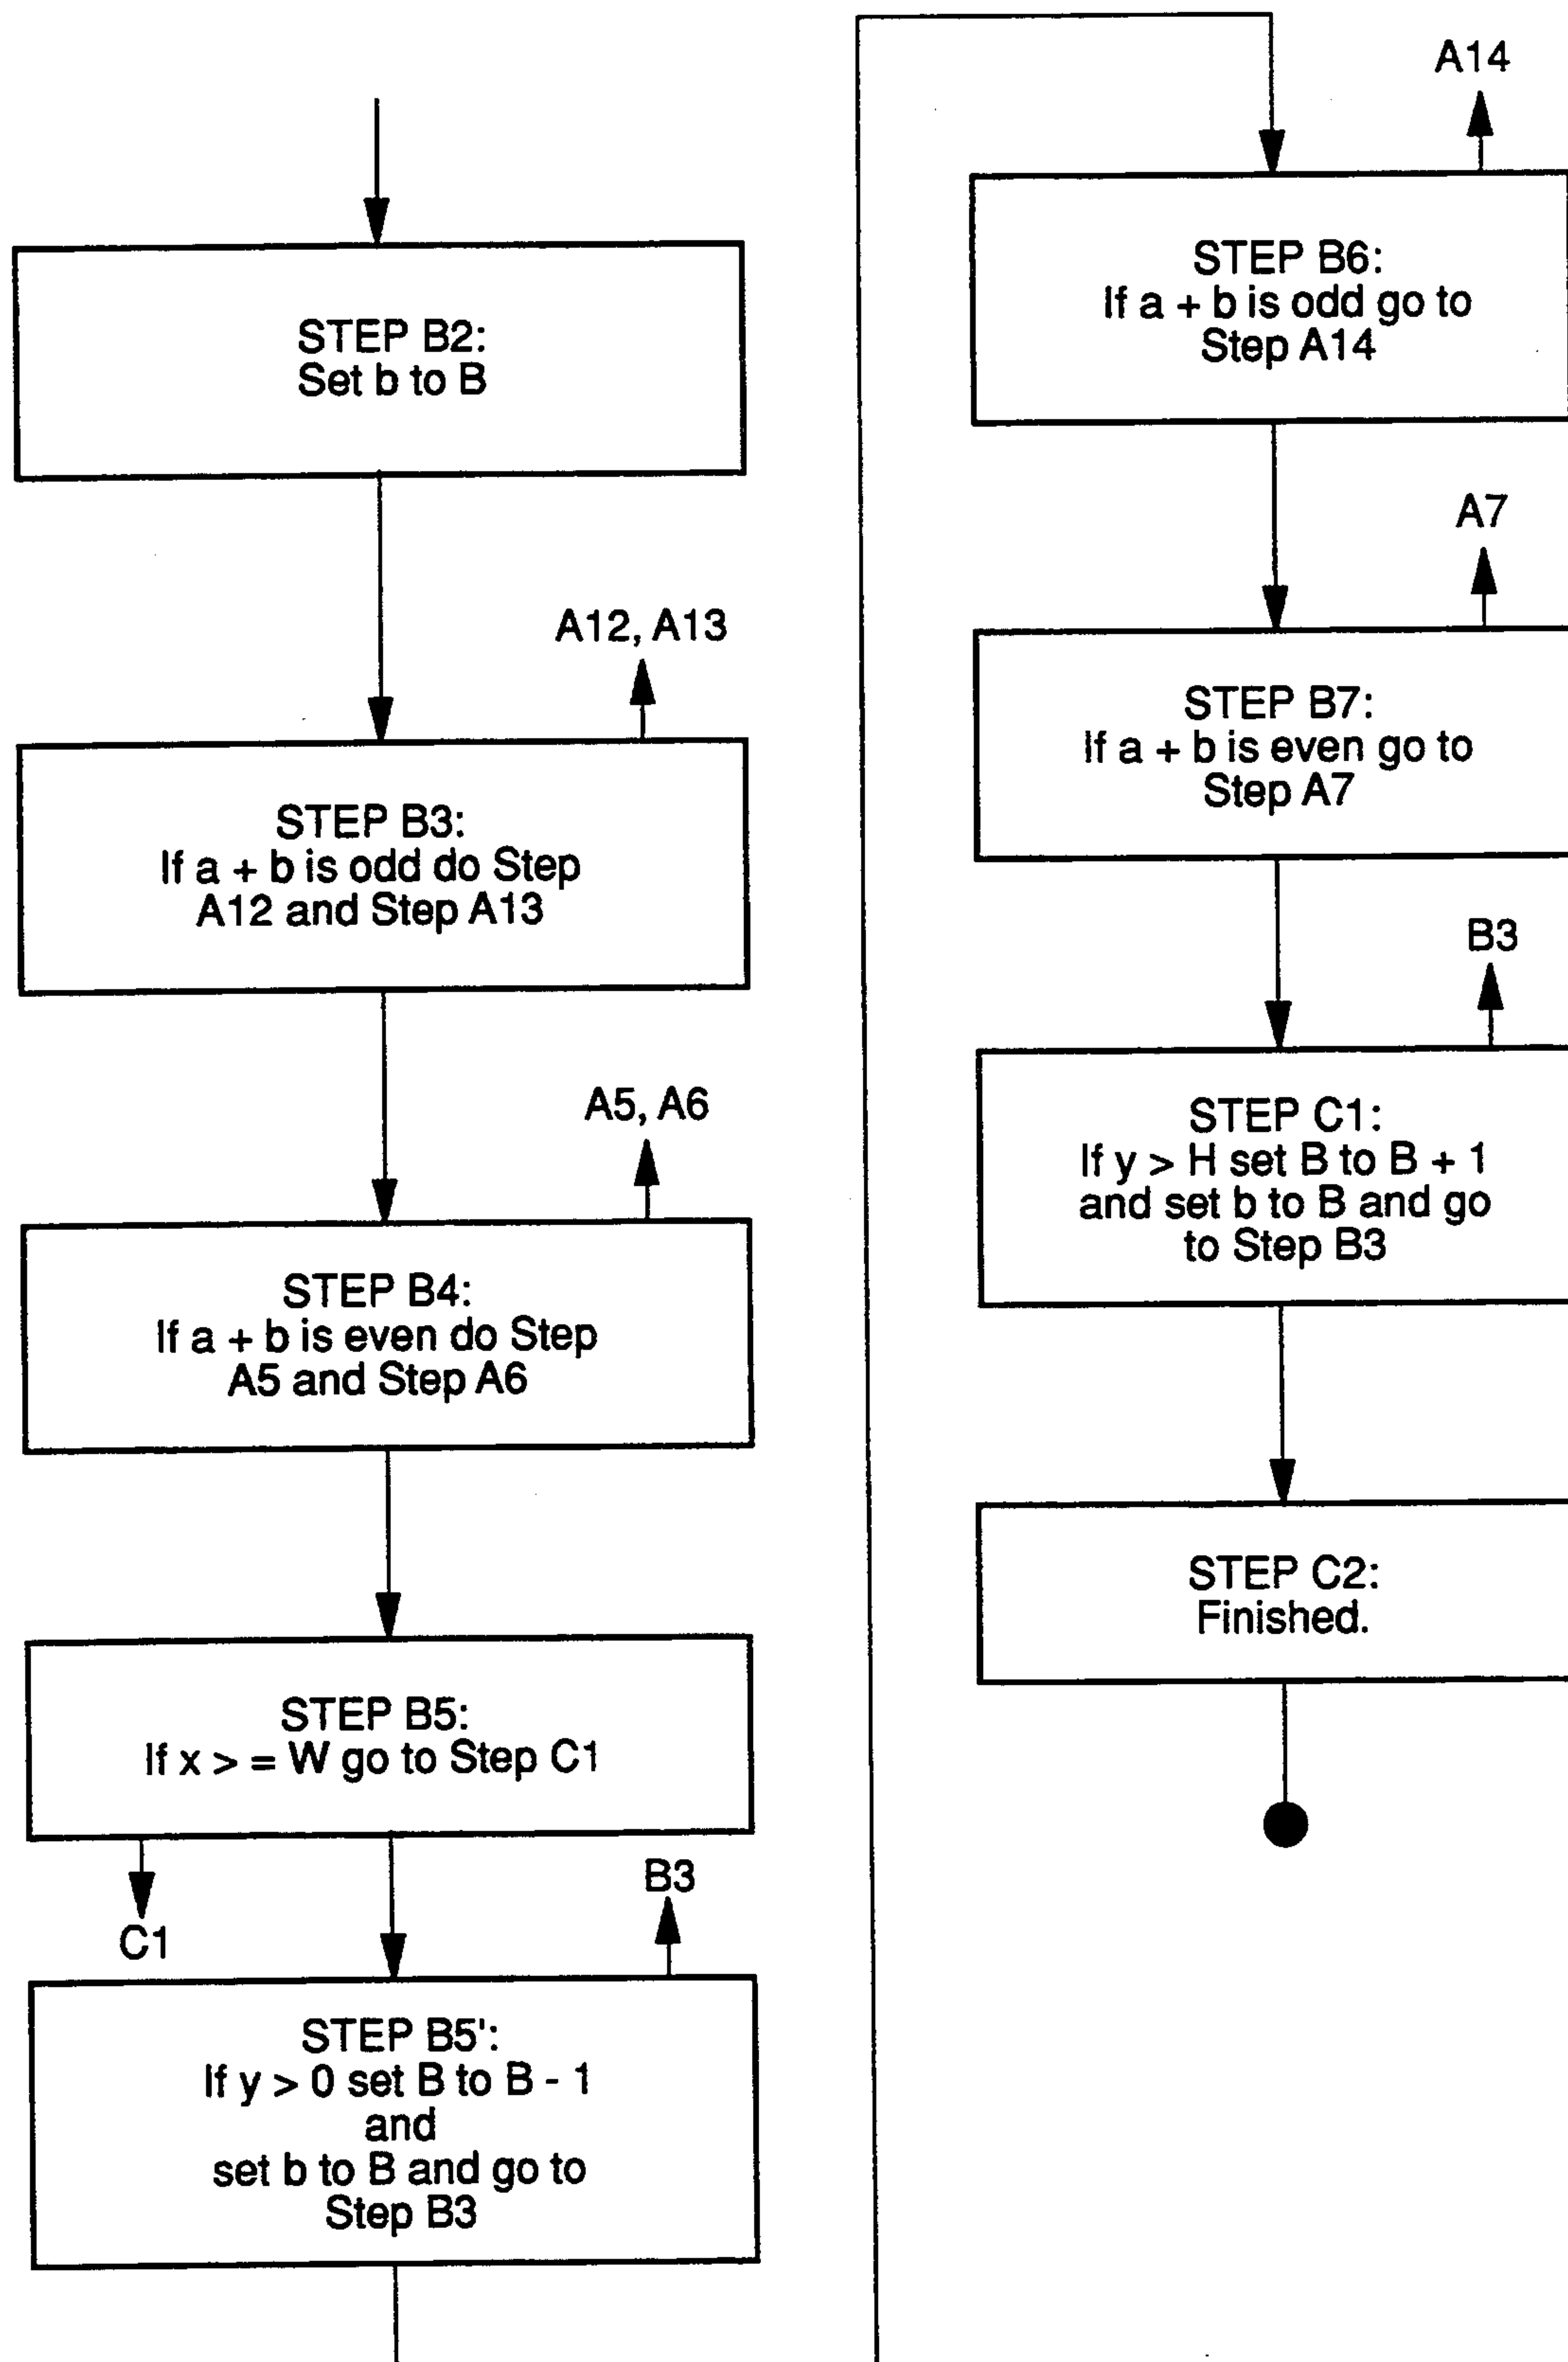 STEP B2:
Set b to B
A12, A13
STEP B3:
If a + b is odd do Step
A12 and Step A13
A5, A6
STEP B4:
If a + b is even do Step
A5 and Step A6
STEP B5:
If x > = W go to Step C1
C1
B3
STEP B5':
If y > 0 set B to B - 1
and
set b to B and go to
Step B3
A14
STEP B6:
If a + b is odd go to
Step A14
A7
STEP B7:
If a + b is even go to
Step A7
B3
STEP C1:
If y > H set B to B + 1
and set b to B and go
to Step B3
STEP C2:
Finished.